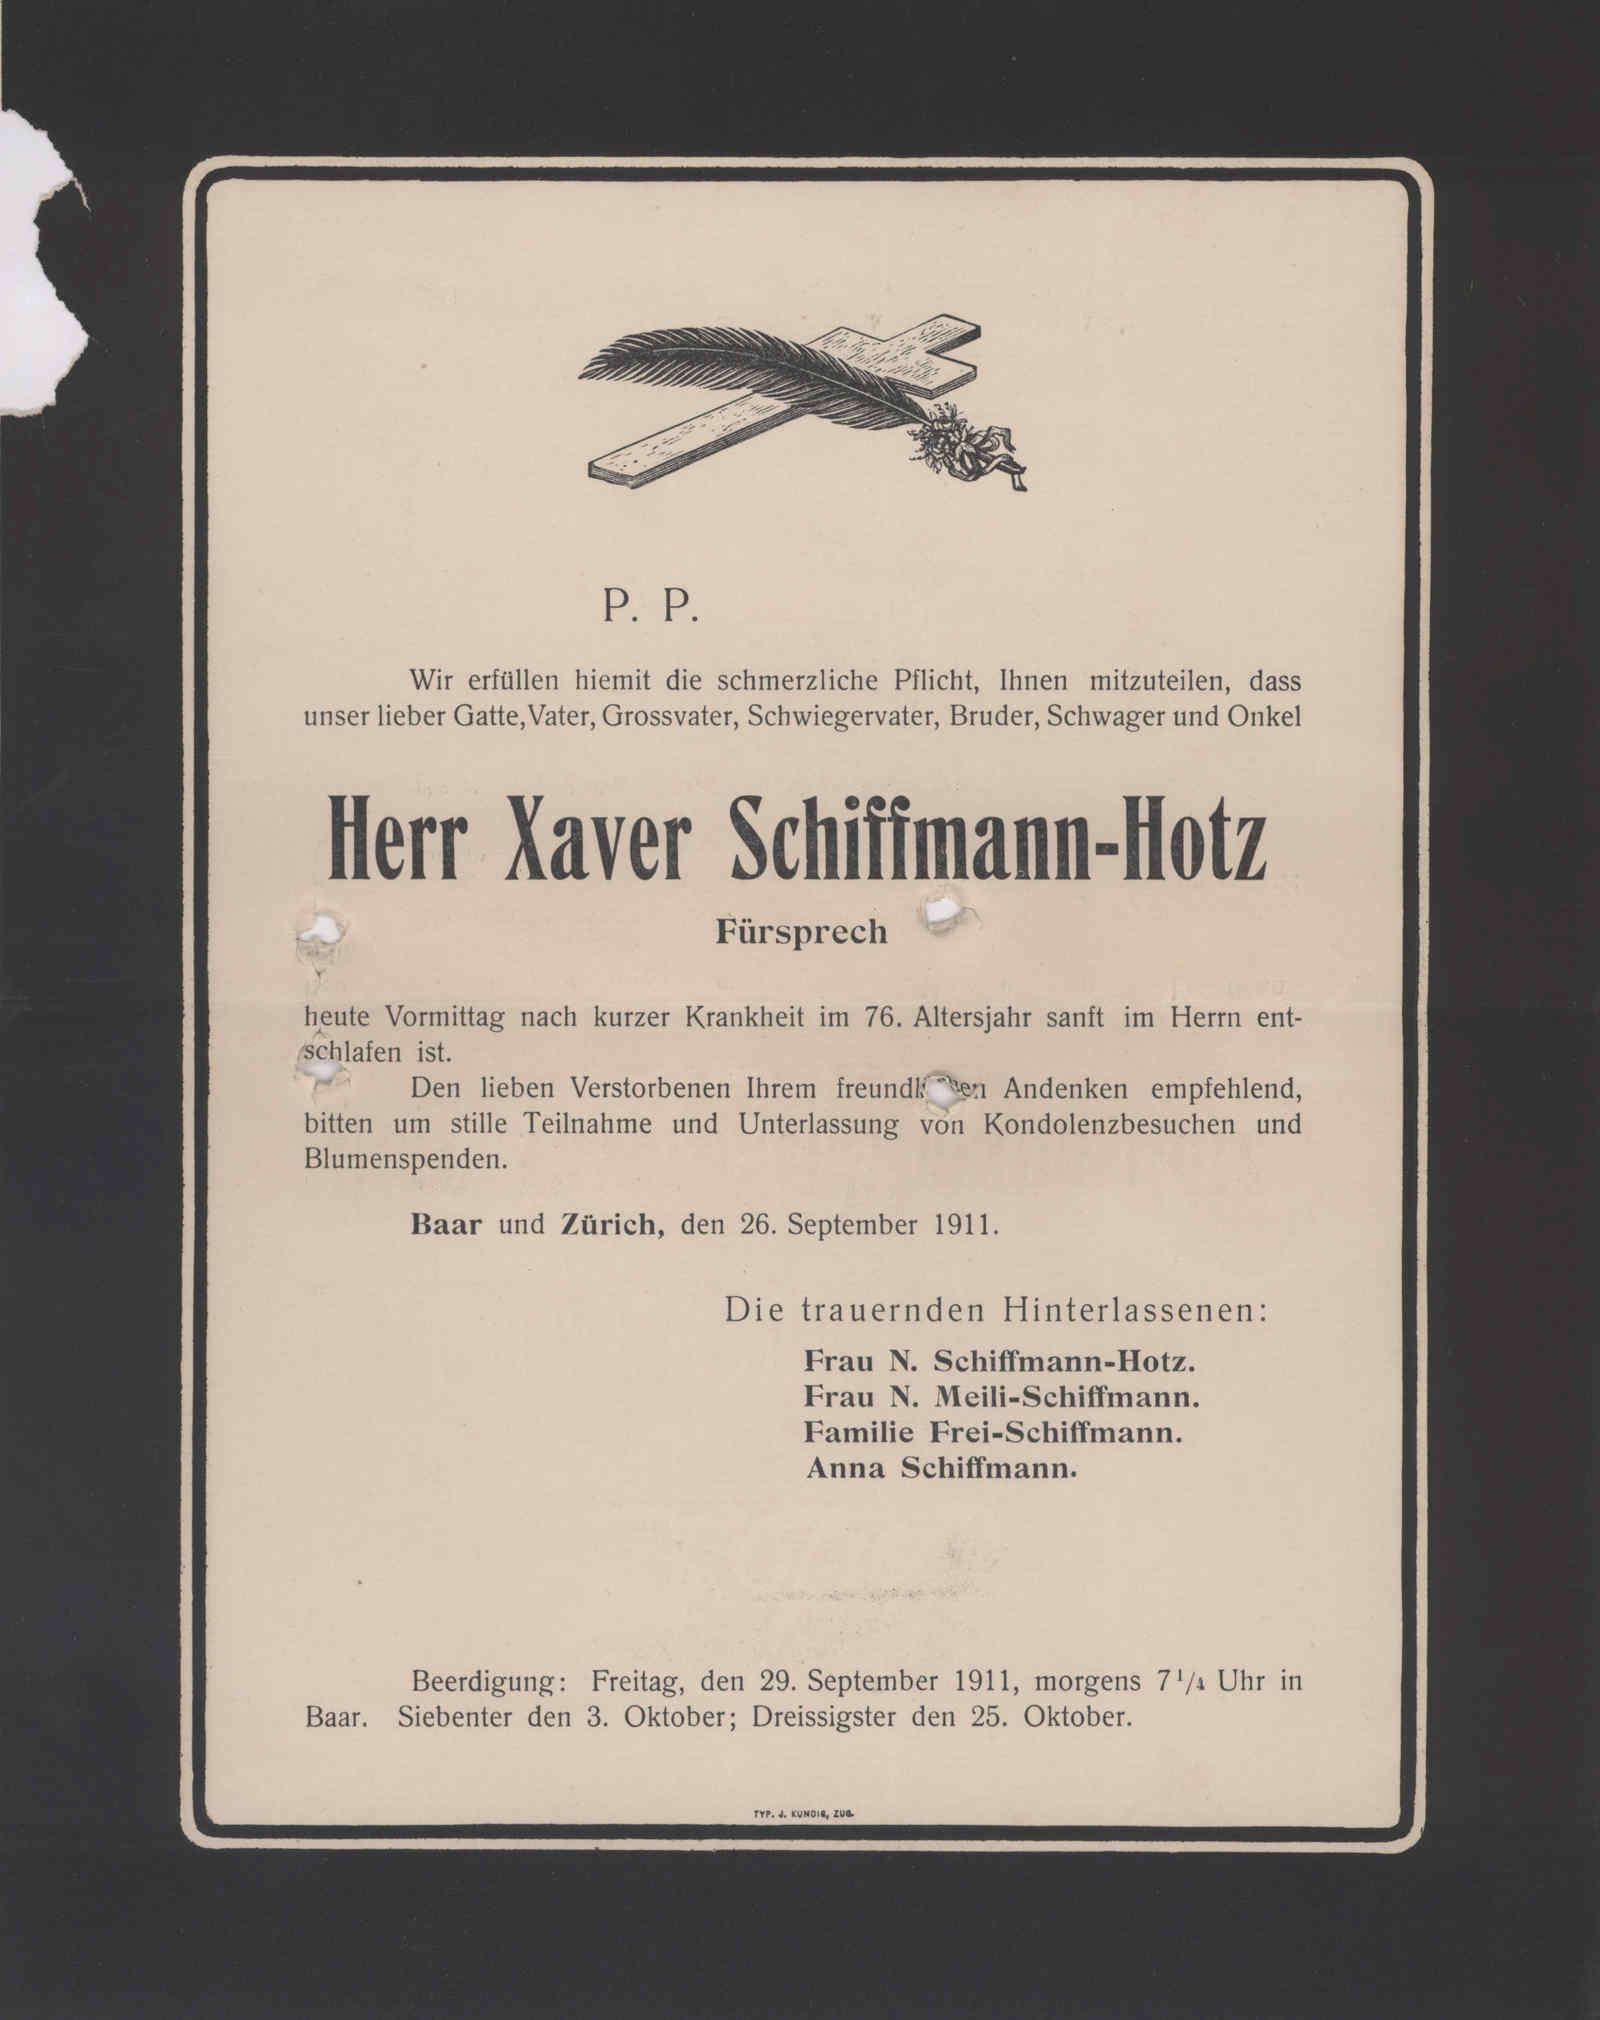 P. P.
Wir erfüllen hiemit die schmerzliche Pflicht, Ihnen mitzuteilen, dass
unser lieber Gatte, Vater, Grossvater, Schwiegervater, Bruder, Schwager und Onkel
Herr Xaver Schiffmann-Hotz
Fürsprech
heute Vormittag nach kurzer Krankheit im 76. Altersjahr sanft im Herrn ent-
schlafen ist.
Den lieben Verstorbenen Ihrem freundlichen Andenken empfehlend,
bitten um stille Teilnahme und Unterlassung von Kondolenzbesuchen und
Blumenspenden.
Baar und Zürich, den 26. September 1911.
Die trauernden Hinterlassenen:
Frau N. Schiffmann-Hotz.
Frau N. Meili-Schiffmann.
Familie Frei-Schiffmann.
Anna Schiffmann.
Beerdigung: Freitag, den 29. September 1911, morgens 7 1/4 Uhr in
Baar. Siebenter den 3. Oktober; Dreissigster den 25. Oktober.
TYP. J. KÜNDIG, ZUG.